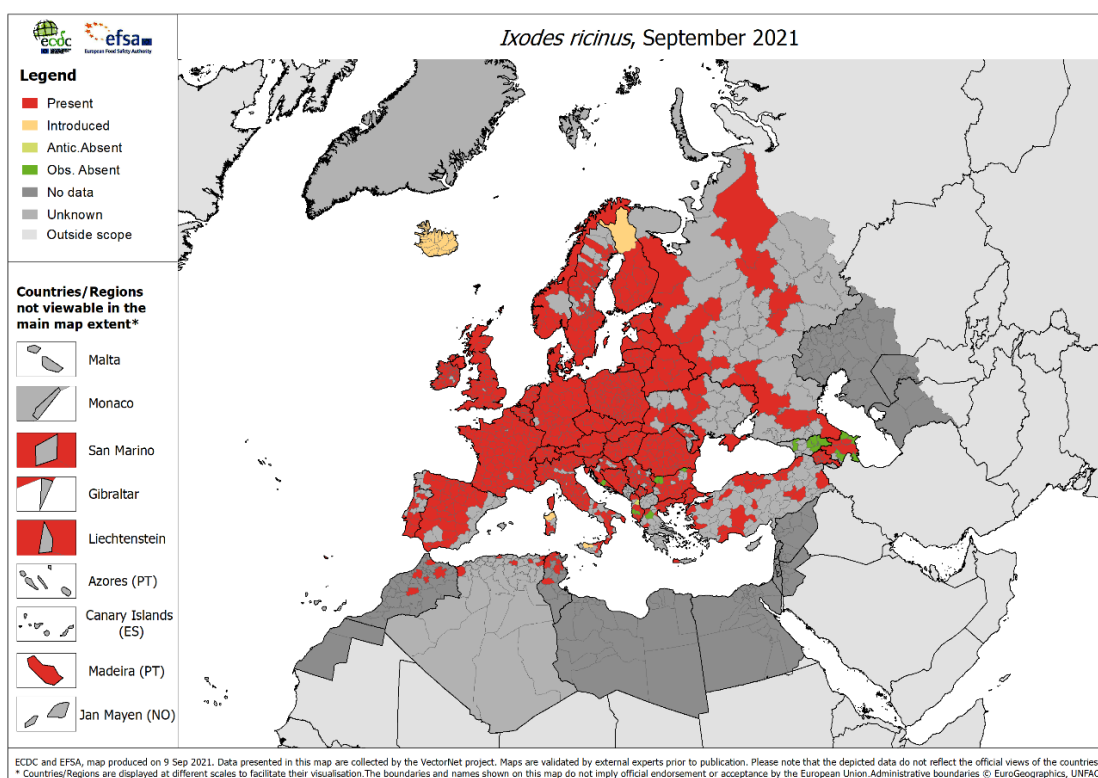 ecdc
efsa
European Food Safety Authority
Ixodes ricinus, September 2021
Legend
Present
Introduced
Antic.Absent
Obs. Absent
No data
Unknown
Outside scope
Countries/Regions
not viewable in the
main map extent*
Malta
Monaco
San Marino
Gibraltar
Liechtenstein
Azores (PT)
Canary Islands
(ES)
Madeira (PT)
Jan Mayen (NO)
ECDC and EFSA, map produced on 9 Sep 2021. Data presented in this map are collected by the VectorNet project. Maps are validated by external experts prior to publication. Please note that the depicted data do not reflect the official views of the countries
* Countries/Regions are displayed at different scales to facilitate their visualisation.The boundaries and names shown on this map do not imply official endorsement or acceptance by the European Union.Administrative boundaries © EuroGeographics, UNFAO